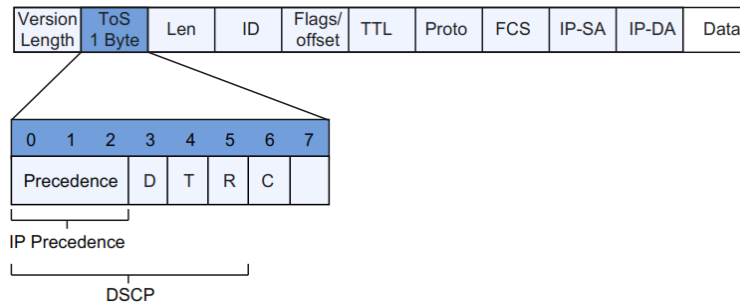 Version Length ToS 1 Byte Len ID Flags/ offset TTL Proto FCS IP-SA IP-DA Data
0 1 2 3 4 5 6 7
Precedence D T R C
IP Precedence
DSCP